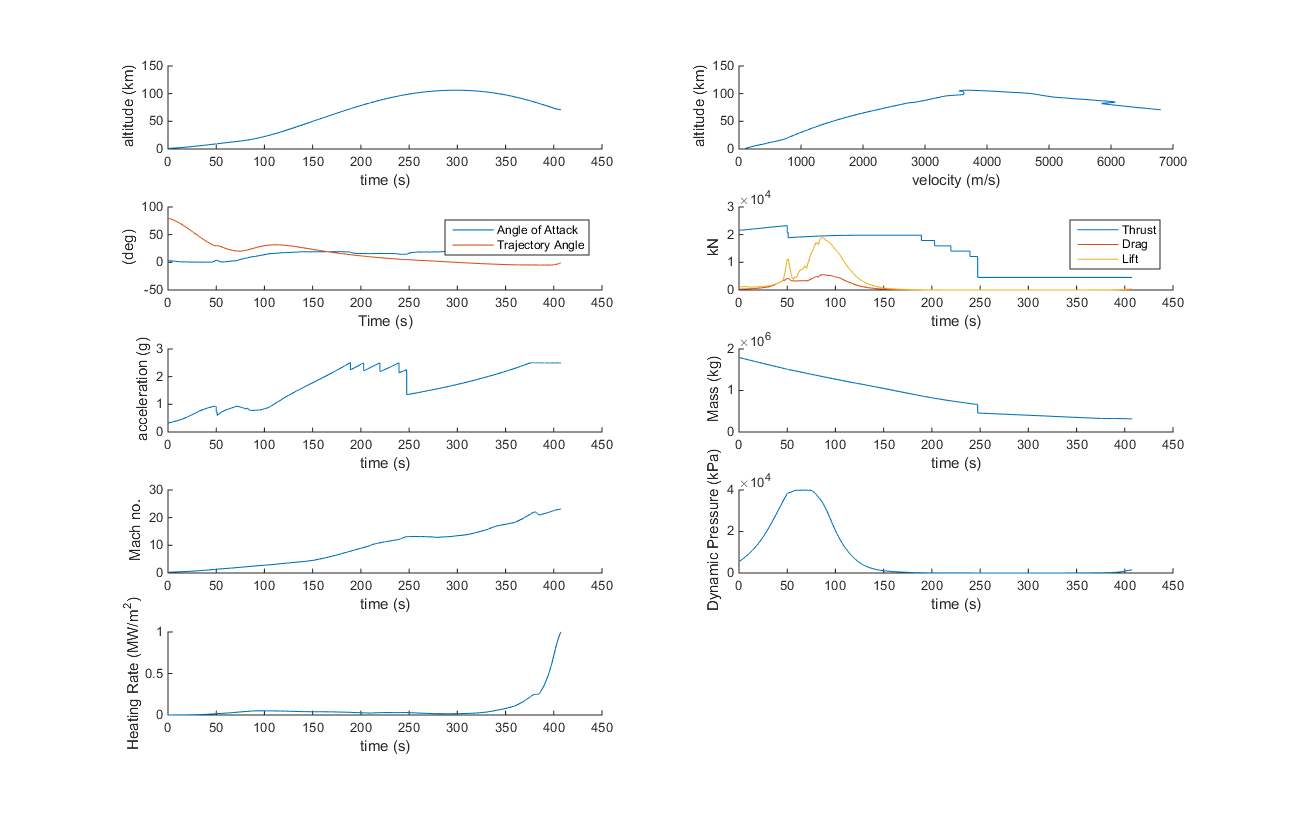 altitude (km)
150
100
50
0
0 50 100 150 200 250 300 350 400 450
time (s)
altitude (km)
150
100
50
0
0 1000 2000 3000 4000 5000 6000 7000
velocity (m/s)
(deg)
100
50
0
-50
Angle of Attack
Trajectory Angle
0 50 100 150 200 250 300 350 400 450
Time (s)
kN
×10^4
3
2
1
0
Thrust
Drag
Lift
0 50 100 150 200 250 300 350 400 450
time (s)
acceleration (g)
3
2
1
0
0 50 100 150 200 250 300 350 400 450
time (s)
Mass (kg)
×10^6
2
1
0
0 50 100 150 200 250 300 350 400 450
time (s)
Mach no.
30
20
10
0
0 50 100 150 200 250 300 350 400 450
time (s)
Dynamic Pressure (kPa)
×10^4
4
2
0
0 50 100 150 200 250 300 350 400 450
time (s)
Heating Rate (MW/m^2)
1
0.5
0
0 50 100 150 200 250 300 350 400 450
time (s)